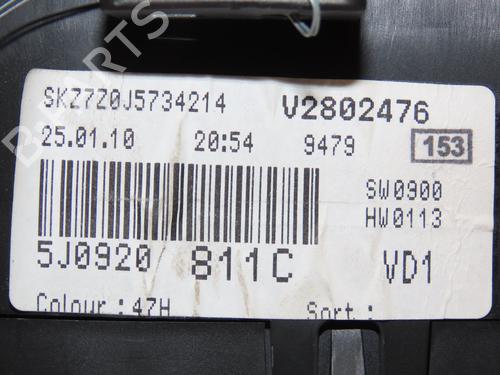 SKZ7Z0J5734214 V2802476
25.01.10 20:54 9479 153
SW0900
HW0113
5J0920 811C VD1
Colour : 47H Sort :
B-PARTS